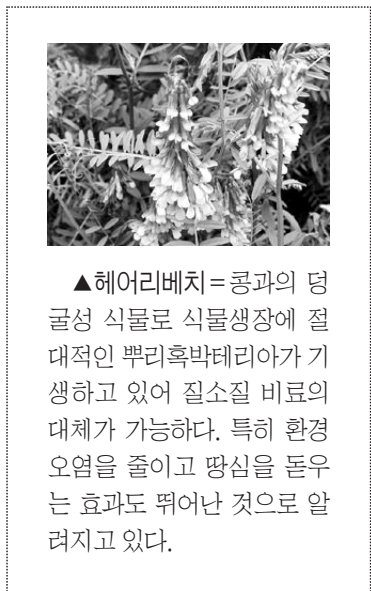 ▲헤어리베치=콩과의 덩
굴성 식물로 식물생장에 절
대적인 뿌리혹박테리아가 기
생하고 있어 질소질 비료의
대체가 가능하다. 특히 환경
오염을 줄이고 땅심을 돋우
는 효과도 뛰어난 것으로 알
려지고 있다.